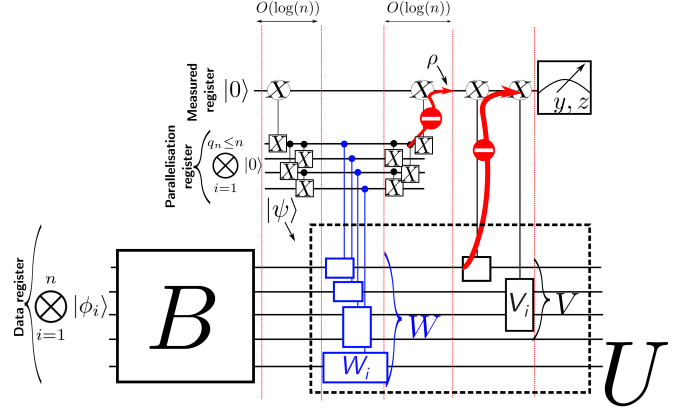 O(log(n)) O(log(n))
ρ
Measured register |0⟩ X X X X
y, z
Parallelisation register
q_n≤n
⊗ |0⟩
i=1
X X X X
X X X X
|ψ⟩
Data register
n
⊗ |ϕ_i⟩
i=1
B
W
W_i
V_i
V
U